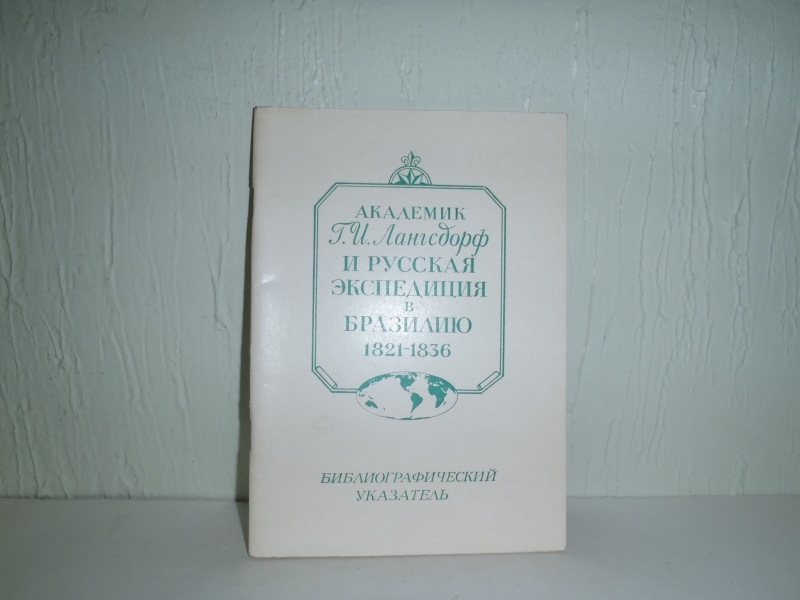 АКАДЕМИК
Г.И. Лангсдорф
И РУССКАЯ
ЭКСПЕДИЦИЯ
В
БРАЗИЛИЮ
1821-1836
БИБЛИОГРАФИЧЕСКИЙ
УКАЗАТЕЛЬ